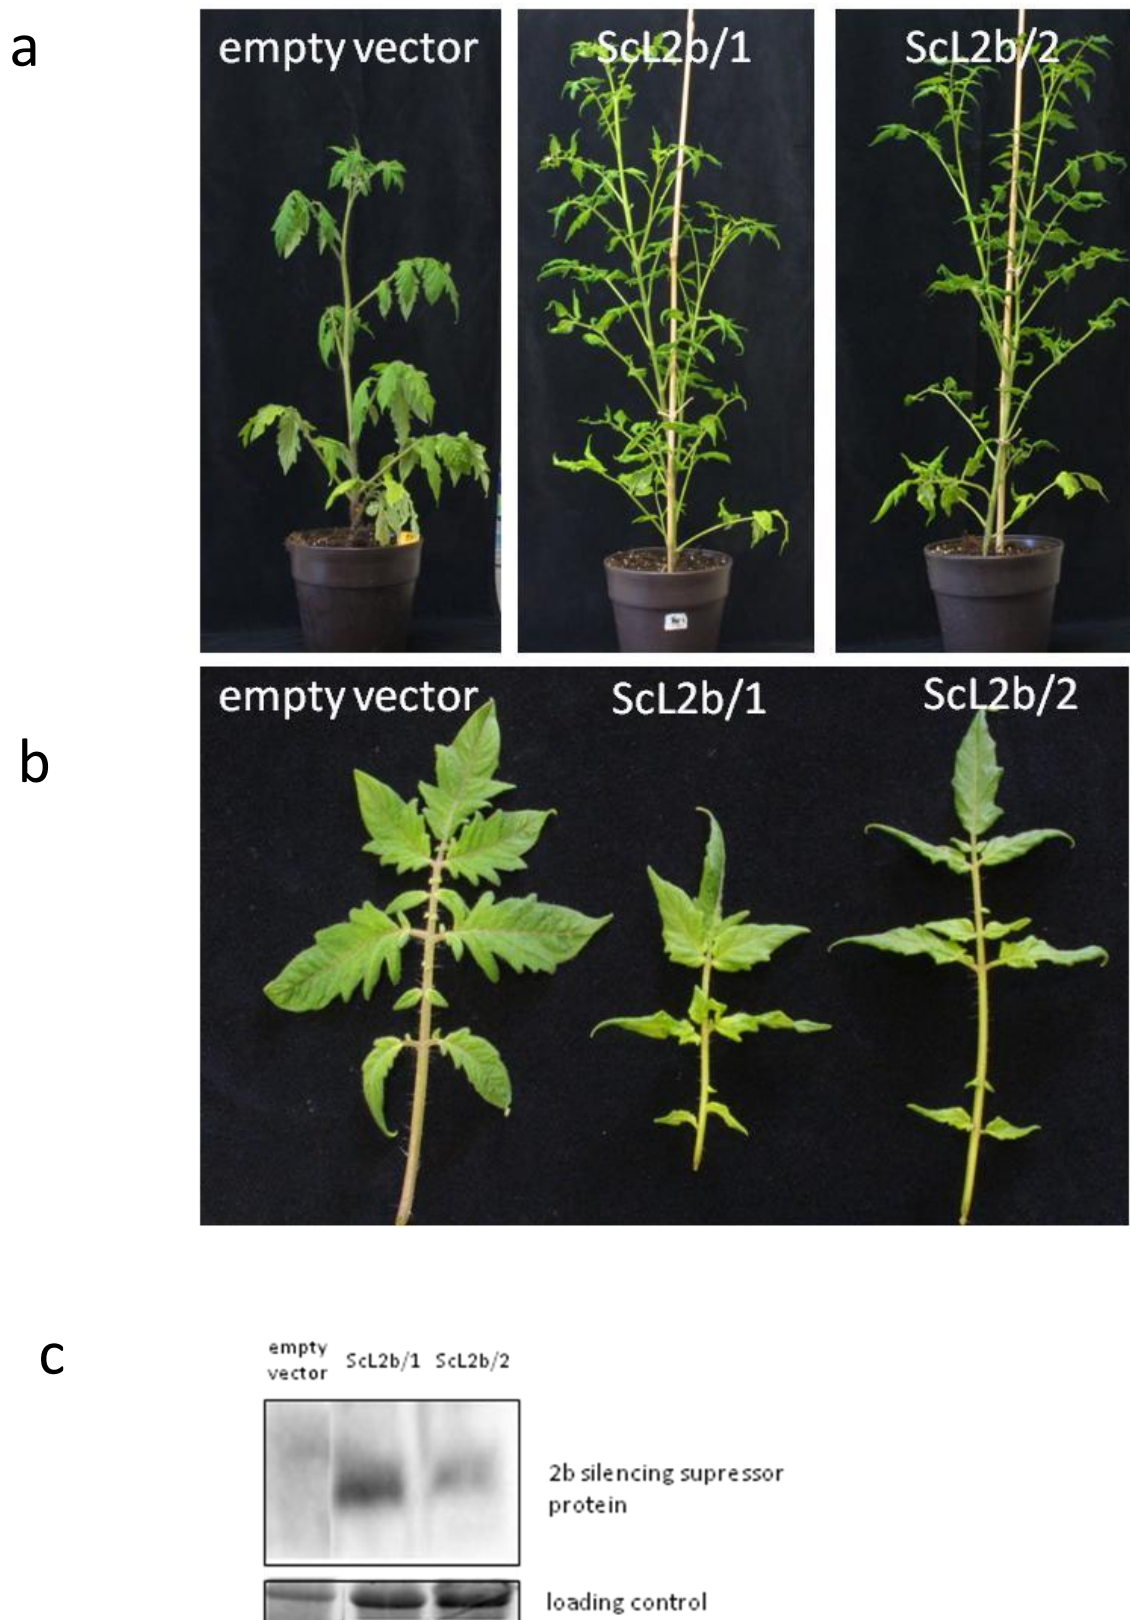 a
empty vector
ScL2b/1
ScL2b/2
b
empty vector
ScL2b/1
ScL2b/2
c
empty
vector
ScL2b/1
ScL2b/2
2b silencing supressor
protein
loading control